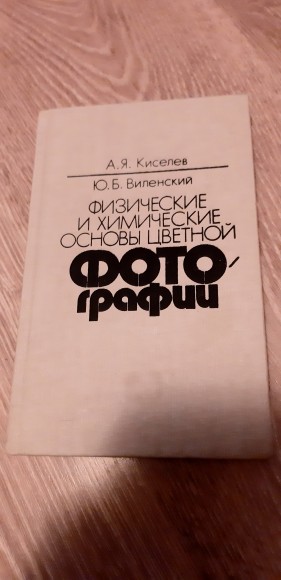 А.Я. Киселев
Ю.Б. Виленский
ФИЗИЧЕСКИЕ
И ХИМИЧЕСКИЕ
ОСНОВЫ ЦВЕТНОЙ
ФОТО
графии